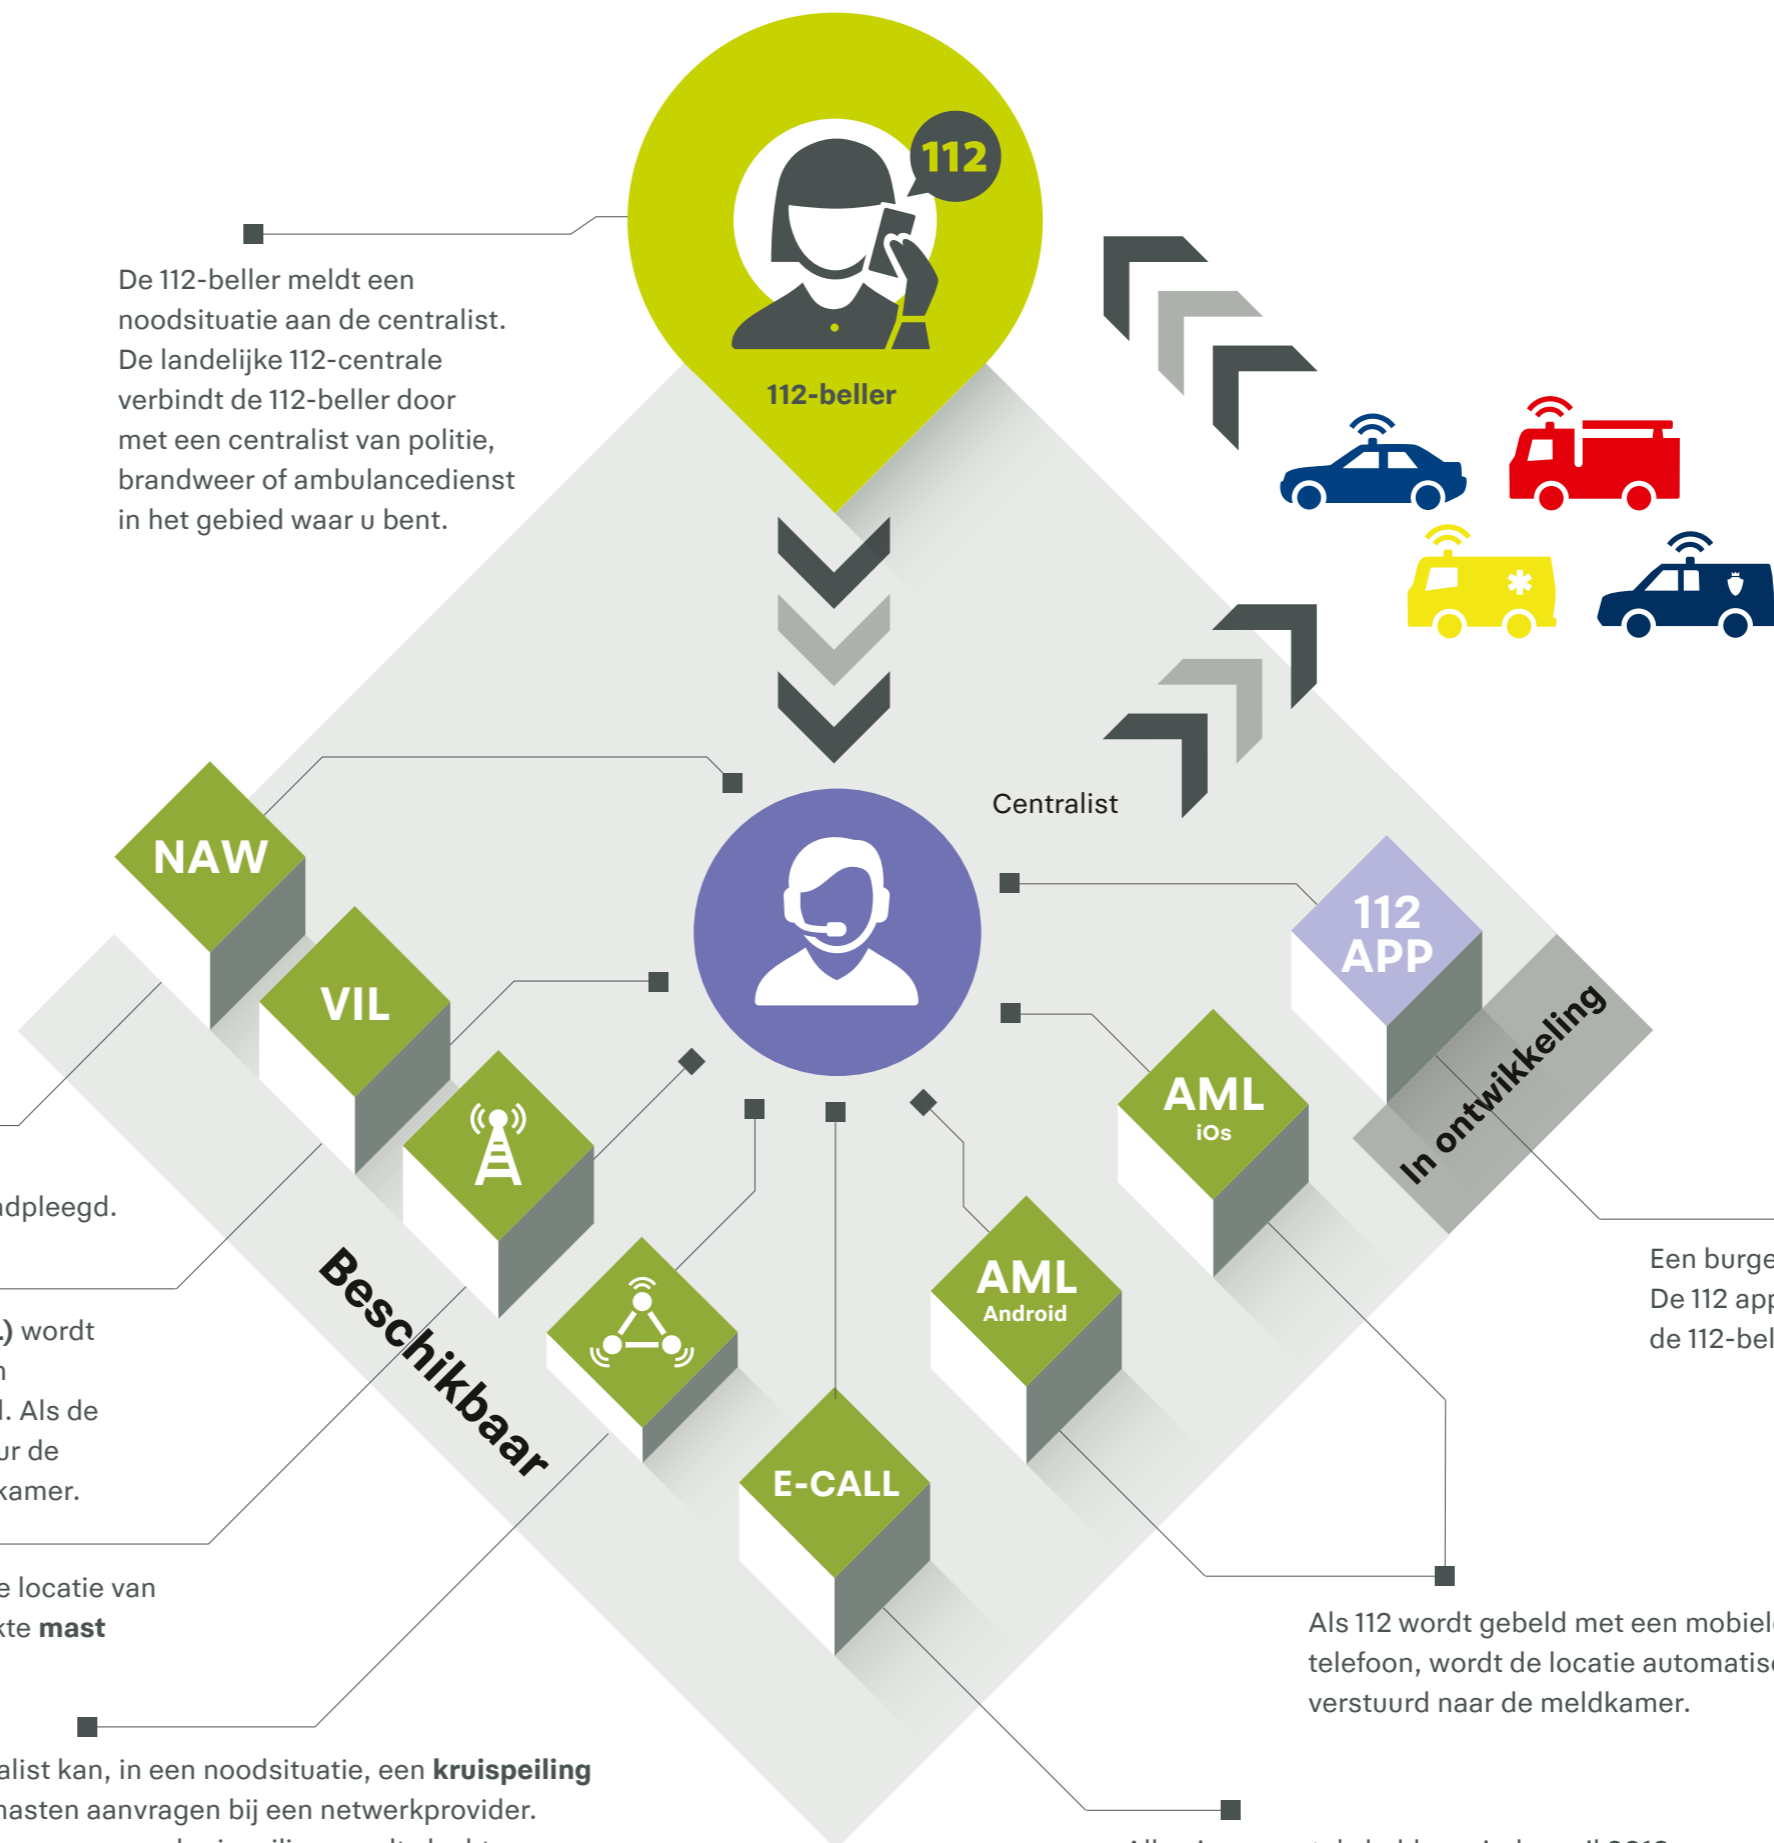 112
112-beller
De 112-beller meldt een
noodsituatie aan de centralist.
De landelijke 112-centrale
verbindt de 112-beller door
met een centralist van politie,
brandweer of ambulancedienst
in het gebied waar u bent.
Centralist
NAW
VIL
112
APP
In ontwikkeling
AML
iOs
AML
Android
E-CALL
Beschikbaar
adpleegd.
L) wordt
n
d. Als de
ur de
kamer.
e locatie van
kte mast
alist kan, in een noodsituatie, een kruispeiling
masten aanvragen bij een netwerkprovider.
Een burge
De 112 app
de 112-bel
Als 112 wordt gebeld met een mobiele
telefoon, wordt de locatie automatisc
verstuurd naar de meldkamer.